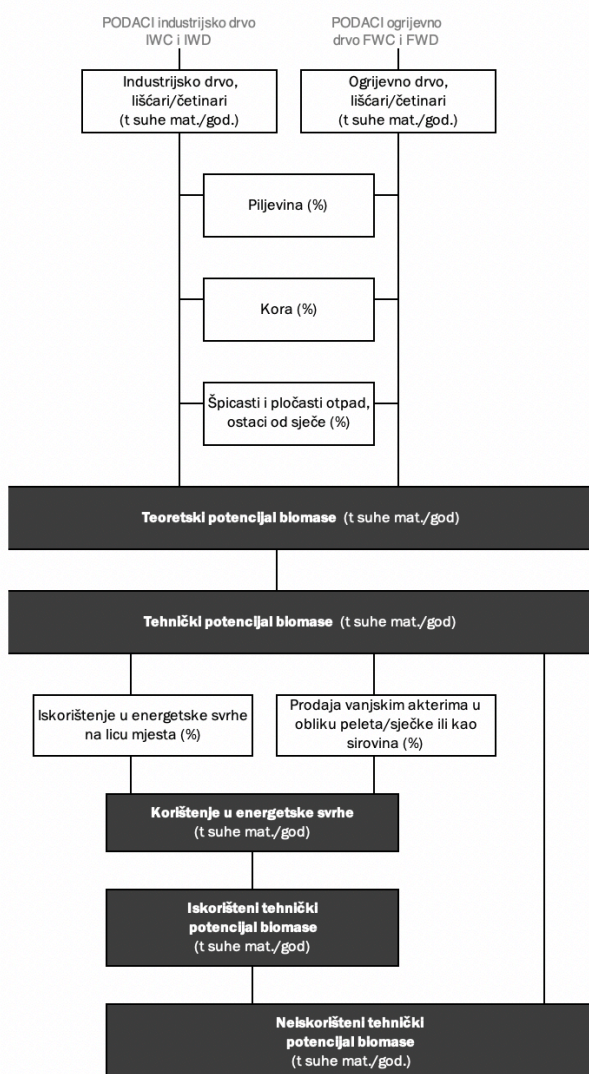 PODACI industrijsko drvo
IWC i IWD
PODACI ogrijevno
drvo FWC i FWD
Industrijsko drvo,
lišćari/četinari
(t suhe mat./god.)
Ogrijevno drvo,
lišćari/četinari
(t suhe mat./god.)
Piljevina (%)
Kora (%)
Špicasti i pločasti otpad,
ostaci od sječe (%)
Teoretski potencijal biomase (t suhe mat./god)
Tehnički potencijal biomase (t suhe mat./god)
Iskorištenje u energetske svrhe
na licu mjesta (%)
Prodaja vanjskim akterima u
obliku peleta/sječke ili kao
sirovina (%)
Korištenje u energetske svrhe
(t suhe mat./god)
Iskorišteni tehnički
potencijal biomase
(t suhe mat./god)
Neiskorišteni tehnički
potencijal biomase
(t suhe mat./god.)